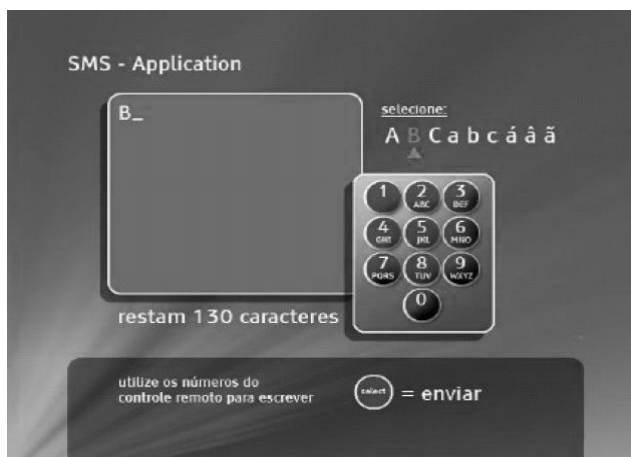 SMS - Application
B_
selecione:
A B C a b c á â ã
1 2 3
ABC DEF
4 5 6
GHI JKL MNO
7 8 9
PQRS TUV WXYZ
0
restam 130 caracteres
utilize os números do
controle remoto para escrever
select = enviar